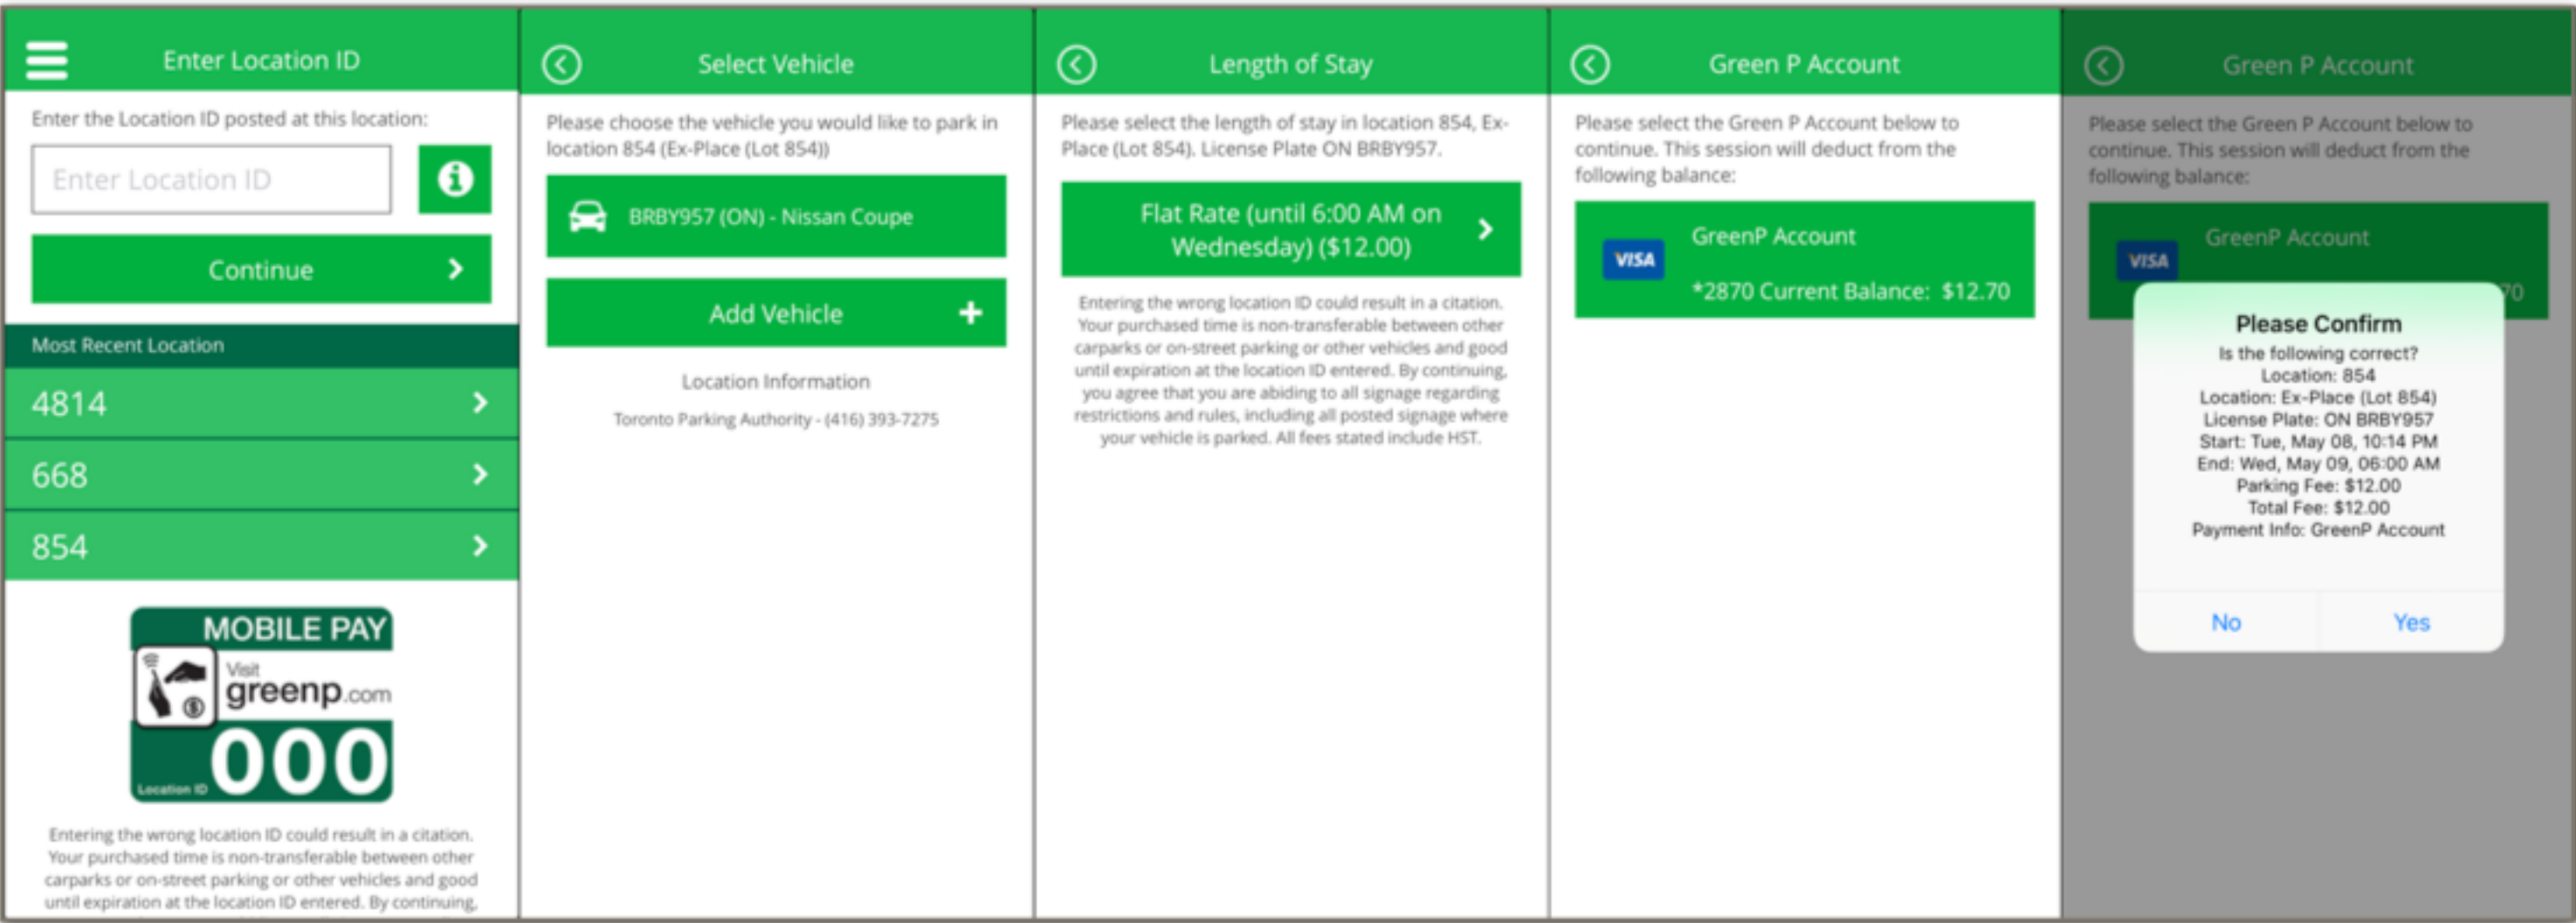 Enter Location ID
Enter the Location ID posted at this location:
Enter Location ID
Continue
Most Recent Location
4814
668
854
MOBILE PAY
Visit
greenp.com
000
Location ID
Entering the wrong location ID could result in a citation.
Your purchased time is non-transferable between other
carparks or on-street parking or other vehicles and good
until expiration at the location ID entered. By continuing,
Select Vehicle
Please choose the vehicle you would like to park in
location 854 (Ex-Place (Lot 854))
BRBY957 (ON) - Nissan Coupe
Add Vehicle
Location Information
Toronto Parking Authority - (416) 393-7275
Length of Stay
Please select the length of stay in location 854, Ex-
Place (Lot 854). License Plate ON BRBY957.
Flat Rate (until 6:00 AM on
Wednesday) ($12.00)
Entering the wrong location ID could result in a citation.
Your purchased time is non-transferable between other
carparks or on-street parking or other vehicles and good
until expiration at the location ID entered. By continuing,
you agree that you are abiding to all signage regarding
restrictions and rules, including all posted signage where
your vehicle is parked. All fees stated include HST.
Green P Account
Please select the Green P Account below to
continue. This session will deduct from the
following balance:
VISA
GreenP Account
*2870 Current Balance: $12.70
Green P Account
Please select the Green P Account below to
continue. This session will deduct from the
following balance:
VISA
GreenP Account
70
Please Confirm
Is the following correct?
Location: 854
Location: Ex-Place (Lot 854)
License Plate: ON BRBY957
Start: Tue, May 08, 10:14 PM
End: Wed, May 09, 06:00 AM
Parking Fee: $12.00
Total Fee: $12.00
Payment Info: GreenP Account
No
Yes